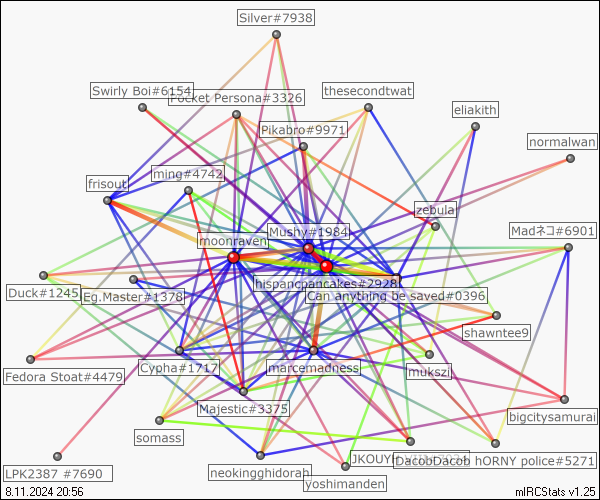 Silver#7938
Swirly Boi#6154
Pocket Persona#3326
thesecondtwat
eliakith
Pikabro#9971
normalwan
ming#4742
frisout
zebula
Mushy#1984
moonraven
Madネコ#6901
hispancpancakes#2928
Duck#1245
Eg.Master#1378
Can anything be saved#0396
shawntee9
Cypha#1717
marcemadness
mukszi
Fedora Stoat#4479
Majestic#3375
bigcitysamurai
somass
JKOUY
DacobDacob hORNY police#5271
neokingghidorah
LPK2387 #7690
yoshimanden
8.11.2024 20:56
mIRCStats v1.25